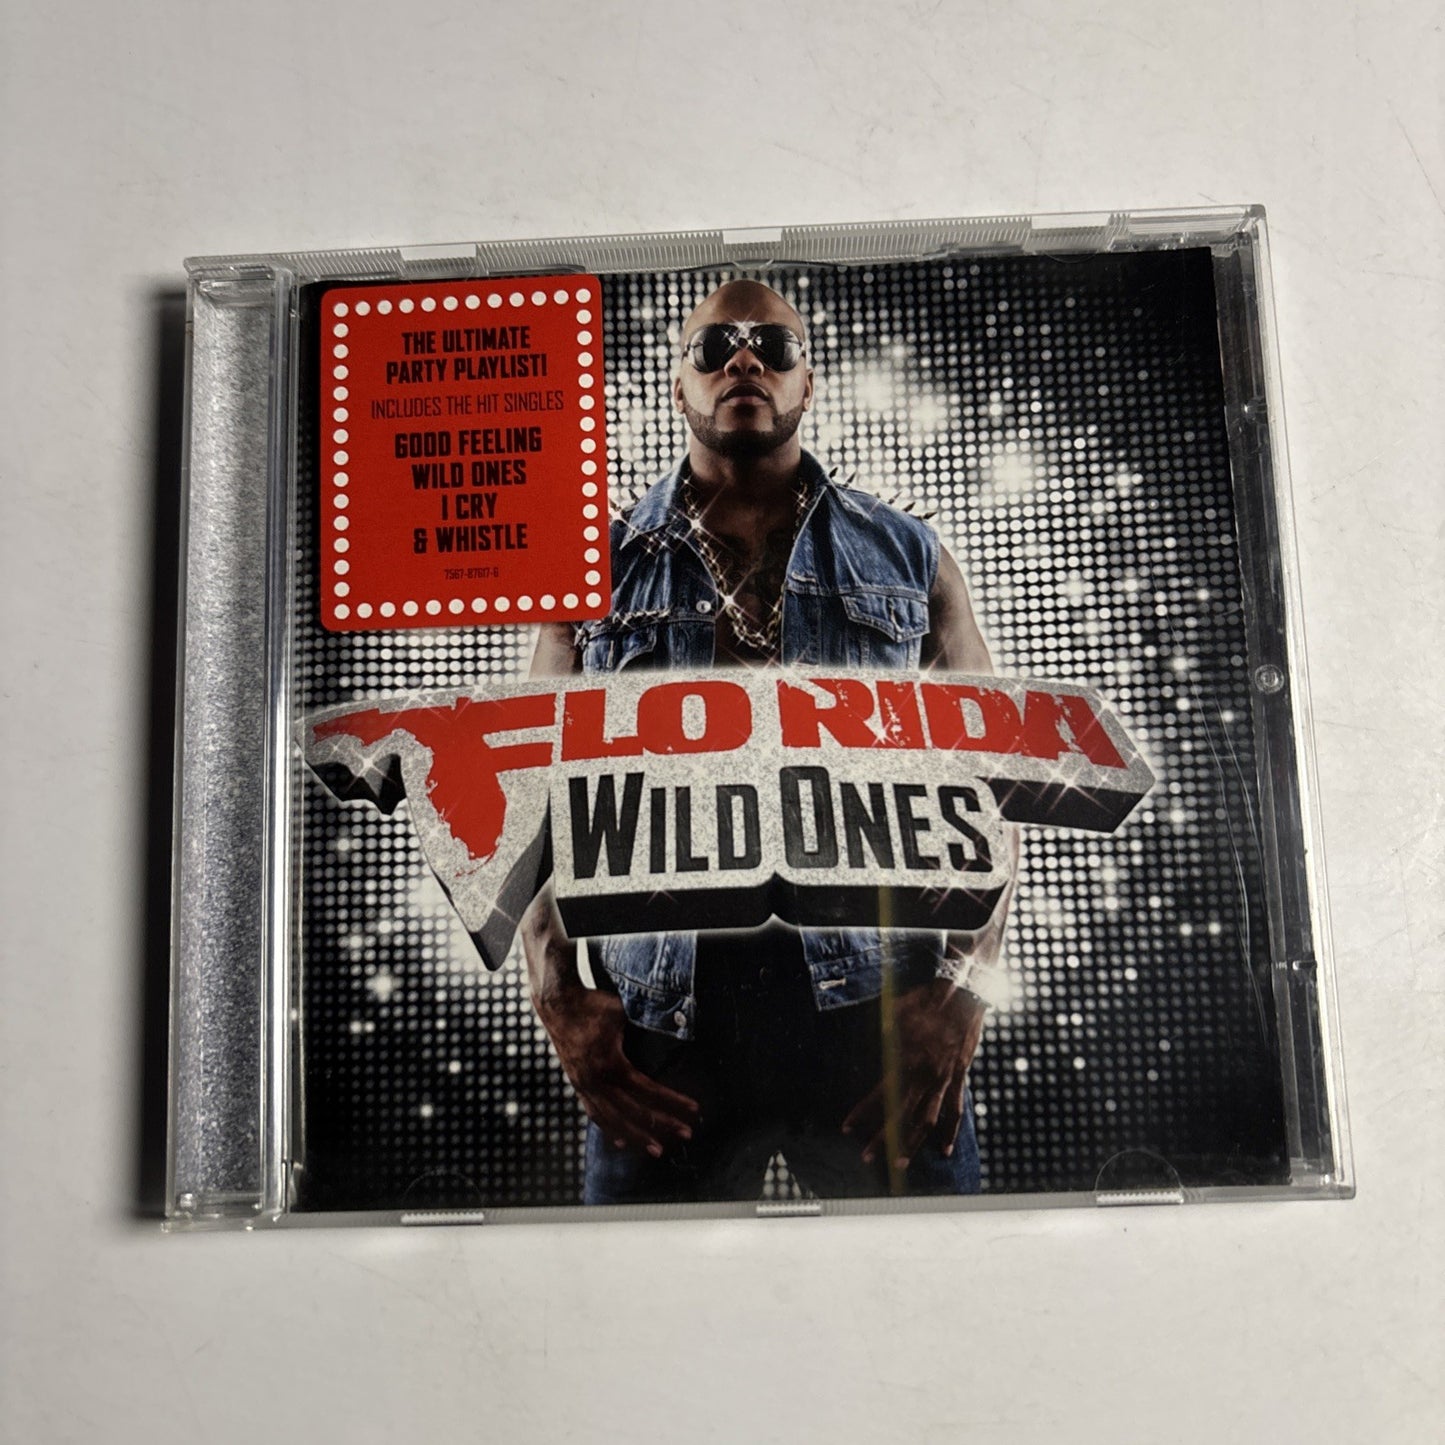 THE ULTIMATE
PARTY PLAYLIST!
INCLUDES THE HIT SINGLES
GOOD FEELING
WILD ONES
I CRY
& WHISTLE
7567-87617-6
FLO RIDA
WILD ONES